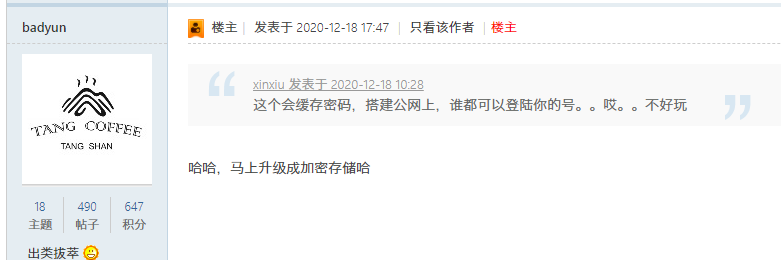 badyun
楼主 | 发表于 2020-12-18 17:47 | 只看该作者 | 楼主
TANG COFFEE
TANG SHAN
xinxiu 发表于 2020-12-18 10:28
这个会缓存密码，搭建公网上，谁都可以登陆你的号。。哎。。不好玩
哈哈，马上升级成加密存储哈
18 490 647
主题 帖子 积分
出类拔萃